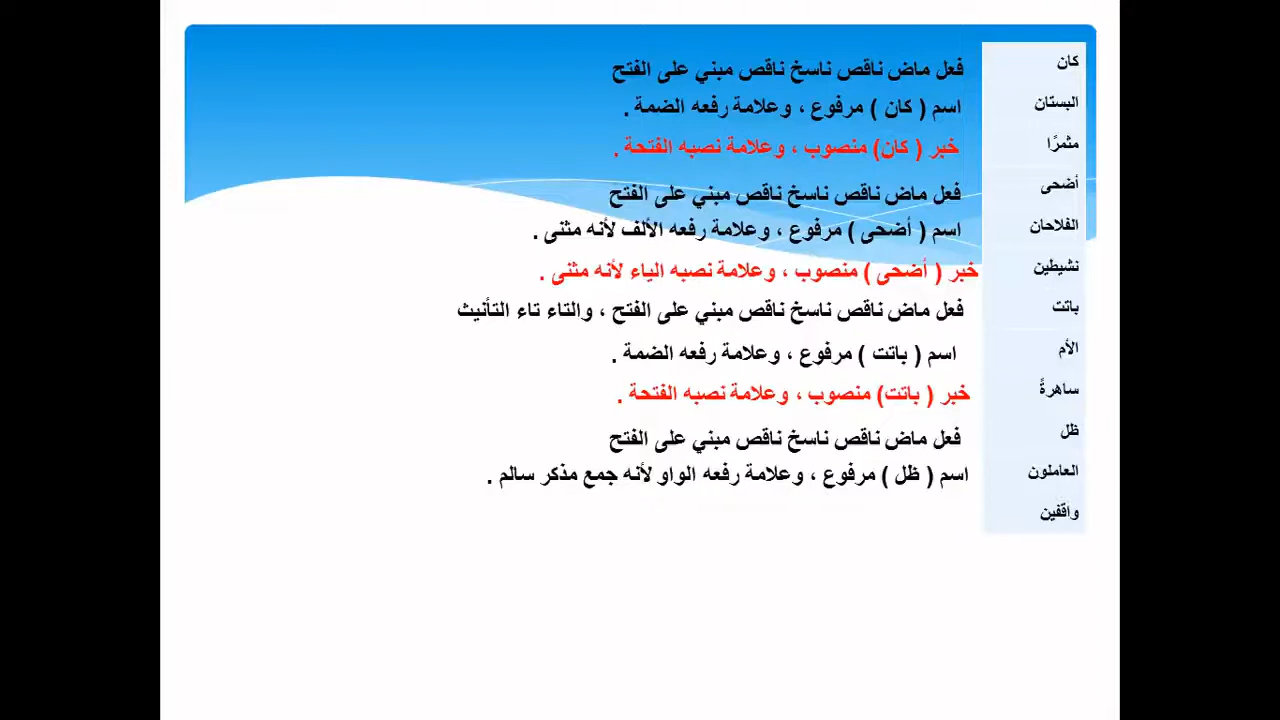 كان
فعل ماض ناقص ناسخ ناقص مبني على الفتح
البستان
اسم ( كان ) مرفوع ، وعلامة رفعه الضمة .
مثمرًا
خبر ( كان) منصوب ، وعلامة نصبه الفتحة .
أضحى
فعل ماض ناقص ناسخ ناقص مبني على الفتح
الفلاحان
اسم ( أضحى ) مرفوع ، وعلامة رفعه الألف لأنه مثنى .
نشيطين
خبر ( أضحى ) منصوب ، وعلامة نصبه الياء لأنه مثنى .
باتت
فعل ماض ناقص ناسخ ناقص مبني على الفتح ، والتاء تاء التأنيث
الأم
اسم ( باتت ) مرفوع ، وعلامة رفعه الضمة .
ساهرةً
خبر ( باتت) منصوب ، وعلامة نصبه الفتحة .
ظل
فعل ماض ناقص ناسخ ناقص مبني على الفتح
العاملون
اسم ( ظل ) مرفوع ، وعلامة رفعه الواو لأنه جمع مذكر سالم .
واقفين